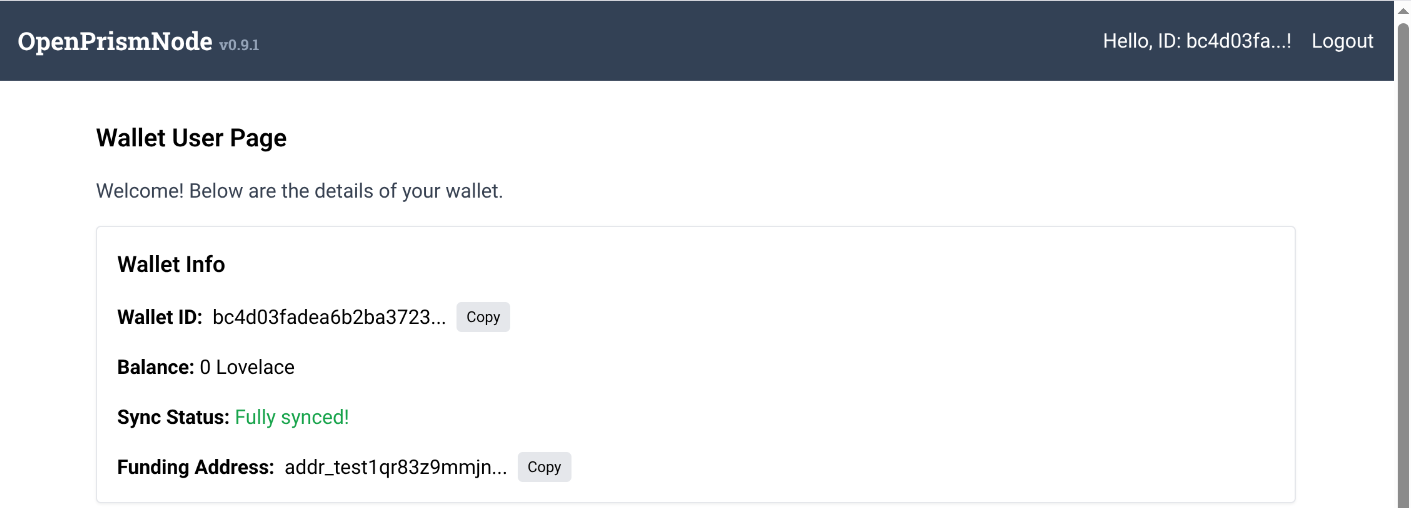 OpenPrismNode v0.9.1 Hello, ID: bc4d03fa...! Logout
Wallet User Page
Welcome! Below are the details of your wallet.
Wallet Info
Wallet ID: bc4d03fadea6b2ba3723... Copy
Balance: 0 Lovelace
Sync Status: Fully synced!
Funding Address: addr_test1qr83z9mmjn... Copy